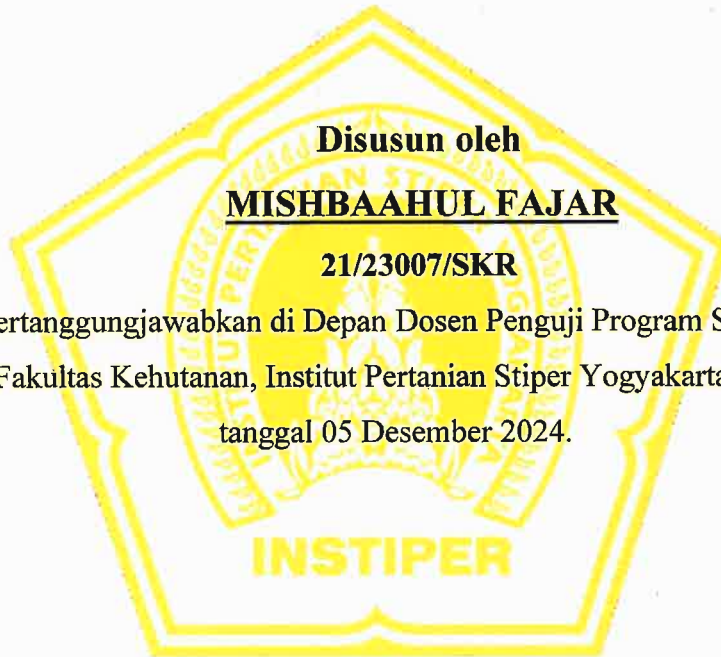 Disusun oleh
MISHBAAHUL FAJAR
21/23007/SKR
ertanggungjawabkan di Depan Dosen Penguji Program S
Fakultas Kehutanan, Institut Pertanian Stiper Yogyakarta
tanggal 05 Desember 2024.
INSTIPER